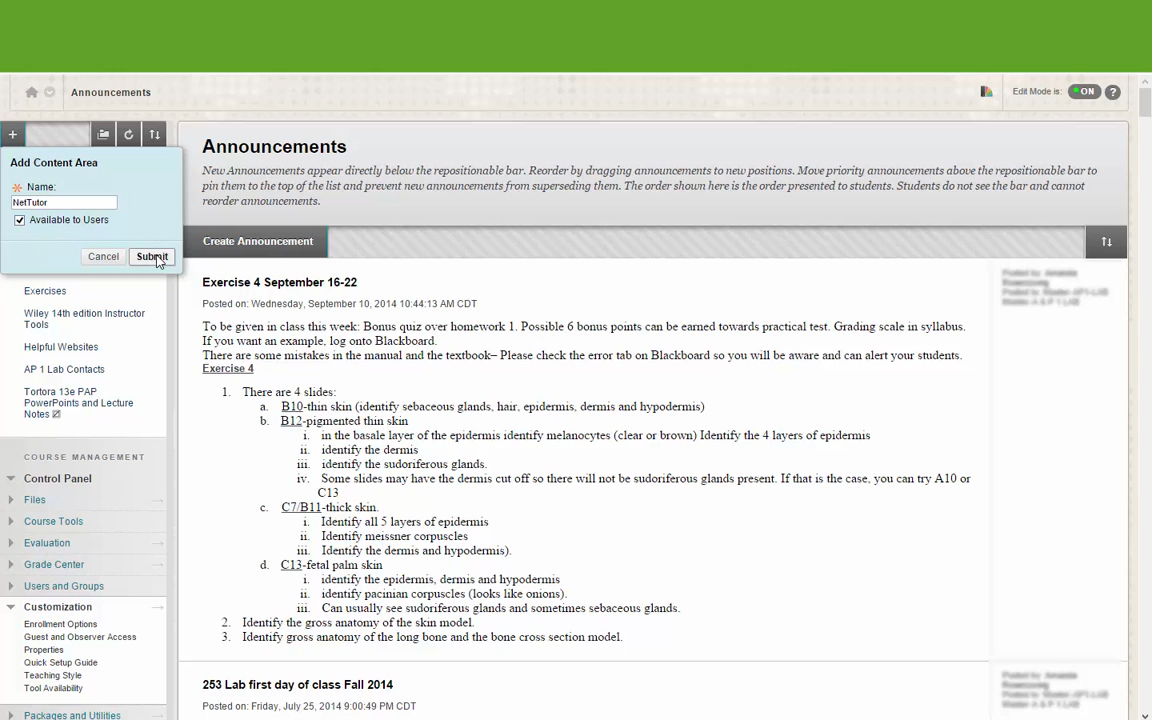 Announcements
Edit Mode is:
ON
?
+
Add Content Area
Name:
NetTutor
Available to Users
Cancel
Submit
Exercises
Wiley 14th edition Instructor
Tools
Helpful Websites
AP 1 Lab Contacts
Tortora 13e PAP
PowerPoints and Lecture
Notes
COURSE MANAGEMENT
Control Panel
Files
Course Tools
Evaluation
Grade Center
Users and Groups
Customization
Enrollment Options
Guest and Observer Access
Properties
Quick Setup Guide
Teaching Style
Tool Availability
Packages and Utilities
Announcements
New Announcements appear directly below the repositionable bar. Reorder by dragging announcements to new positions. Move priority announcements above the repositionable bar to
pin them to the top of the list and prevent new announcements from superseding them. The order shown here is the order presented to students. Students do not see the bar and cannot
reorder announcements.
Create Announcement
Exercise 4 September 16-22
Posted on: Wednesday, September 10, 2014 10:44:13 AM CDT
To be given in class this week: Bonus quiz over homework 1. Possible 6 bonus points can be earned towards practical test. Grading scale in syllabus.
If you want an example, log onto Blackboard.
There are some mistakes in the manual and the textbook– Please check the error tab on Blackboard so you will be aware and can alert your students.
Exercise 4
1. There are 4 slides:
a. B10-thin skin (identify sebaceous glands, hair, epidermis, dermis and hypodermis)
b. B12-pigmented thin skin
i. in the basale layer of the epidermis identify melanocytes (clear or brown) Identify the 4 layers of epidermis
ii. identify the dermis
iii. identify the sudoriferous glands.
iv. Some slides may have the dermis cut off so there will not be sudoriferous glands present. If that is the case, you can try A10 or
C13
c. C7/B11-thick skin.
i. Identify all 5 layers of epidermis
ii. Identify meissner corpuscles
iii. Identify the dermis and hypodermis).
d. C13-fetal palm skin
i. identify the epidermis, dermis and hypodermis
ii. identify pacinian corpuscles (looks like onions).
iii. Can usually see sudoriferous glands and sometimes sebaceous glands.
2. Identify the gross anatomy of the skin model.
3. Identify gross anatomy of the long bone and the bone cross section model.
253 Lab first day of class Fall 2014
Posted on: Friday, July 25, 2014 9:00:49 PM CDT